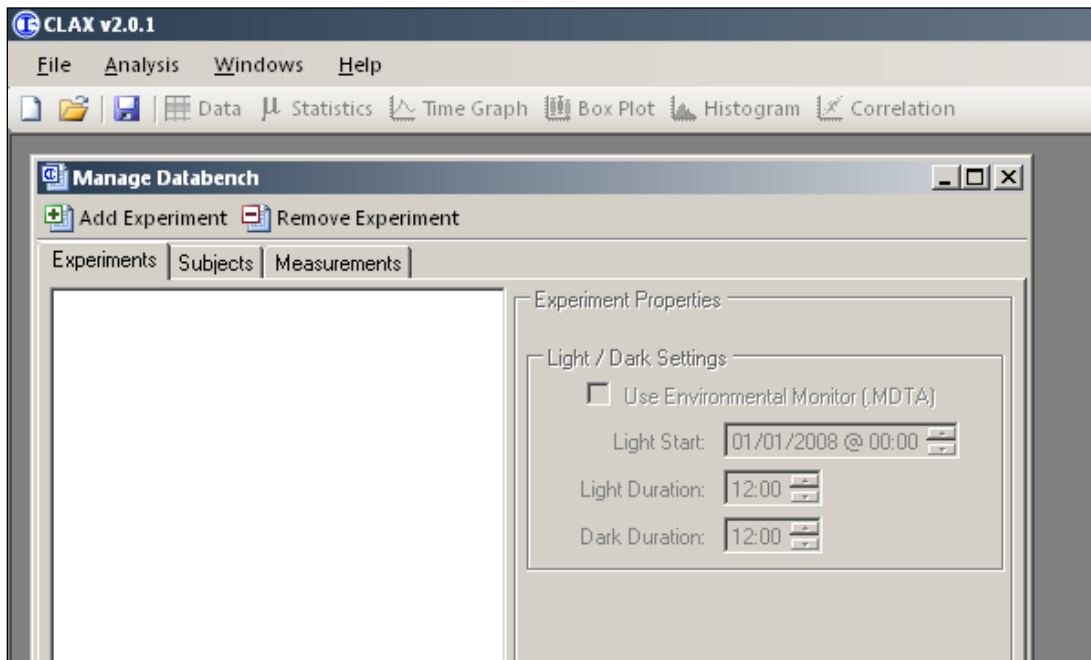 CLAX v2.0.1
File Analysis Windows Help
Data μ Statistics Time Graph Box Plot Histogram Correlation
Manage Databench
Add Experiment Remove Experiment
Experiments Subjects Measurements
Experiment Properties
Light / Dark Settings
Use Environmental Monitor (.MDTA)
Light Start: 01/01/2008 @ 00:00
Light Duration: 12:00
Dark Duration: 12:00